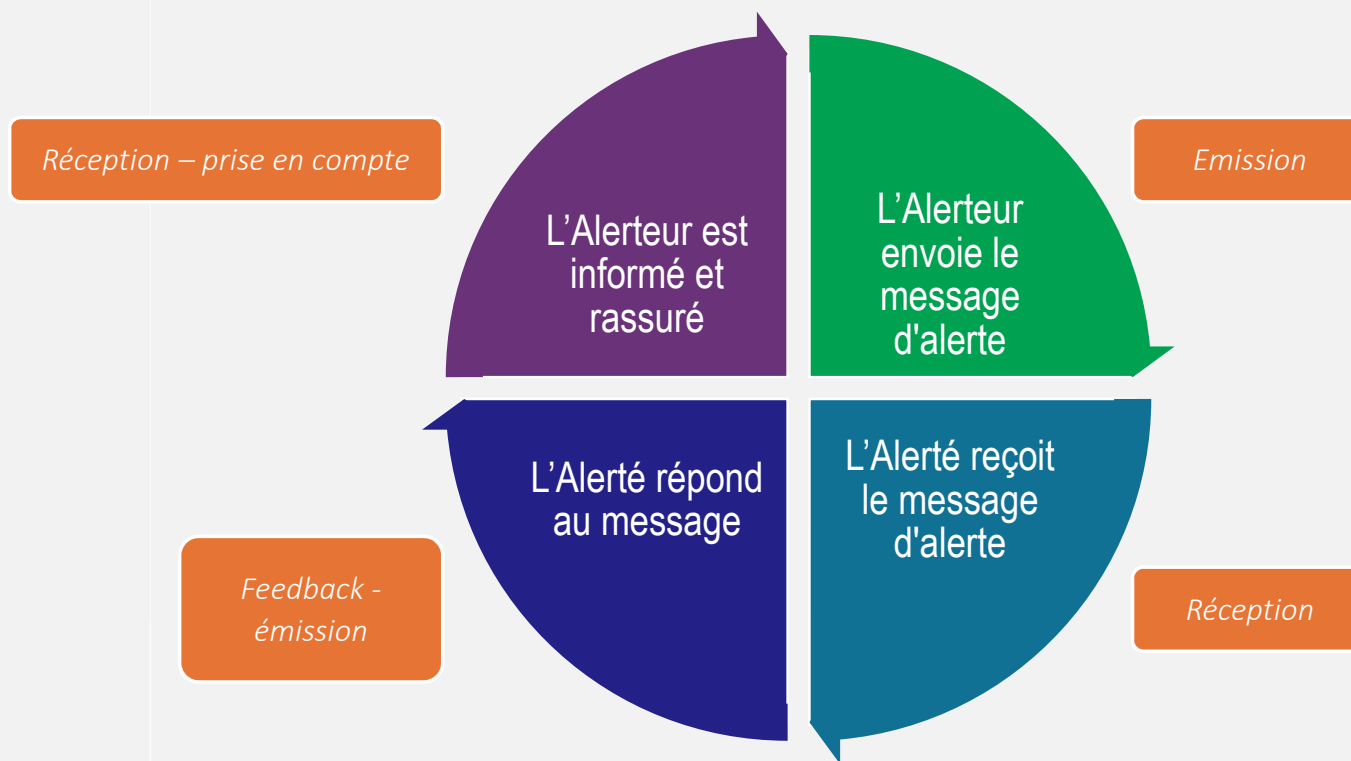 Réception – prise en compte
Emission
L’Alerteur est
informé et
rassuré
L’Alerteur
envoie le
message
d'alerte
L’Alerté répond
au message
L’Alerté reçoit
le message
d'alerte
Feedback -
émission
Réception